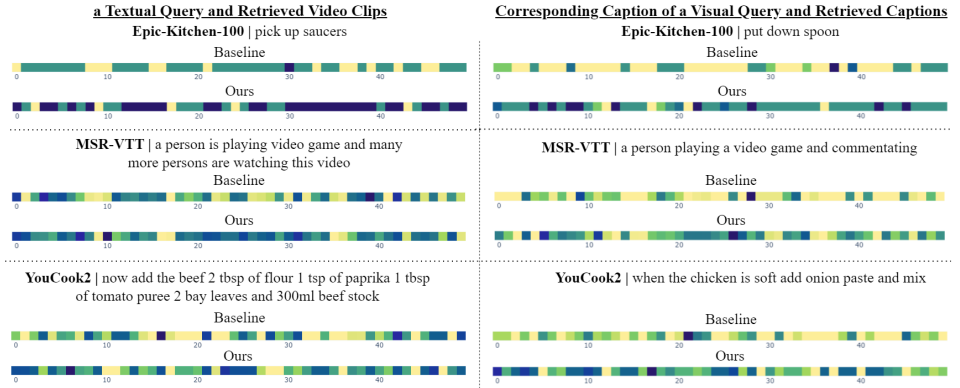 a Textual Query and Retrieved Video Clips
Epic-Kitchen-100 | pick up saucers
Baseline
0 10 20 30 40
Ours
0 10 20 30 40
MSR-VTT | a person is playing video game and many
more persons are watching this video
Baseline
0 10 20 30 40
Ours
0 10 20 30 40
YouCook2 | now add the beef 2 tbsp of flour 1 tsp of paprika 1 tbsp
of tomato puree 2 bay leaves and 300ml beef stock
Baseline
0 10 20 30 40
Ours
0 10 20 30 40
Corresponding Caption of a Visual Query and Retrieved Captions
Epic-Kitchen-100 | put down spoon
Baseline
0 10 20 30 40
Ours
0 10 20 30 40
MSR-VTT | a person playing a video game and commentating
Baseline
0 10 20 30 40
Ours
0 10 20 30 40
YouCook2 | when the chicken is soft add onion paste and mix
Baseline
0 10 20 30 40
Ours
0 10 20 30 40